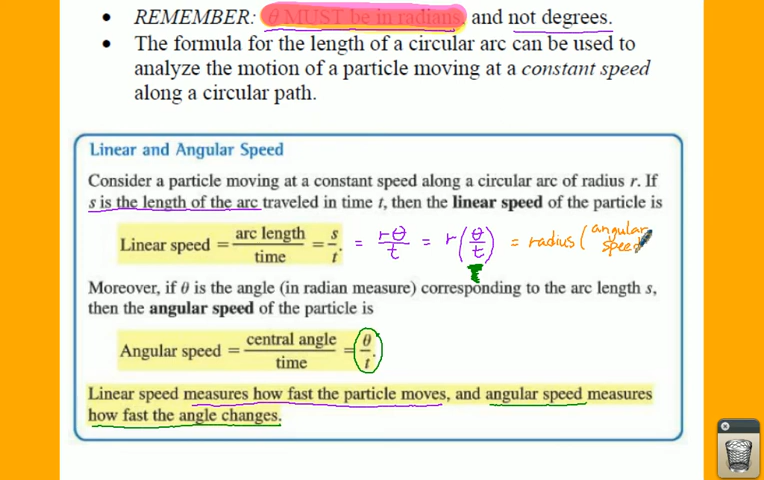 • REMEMBER: θ MUST be in radians, and not degrees.
• The formula for the length of a circular arc can be used to
analyze the motion of a particle moving at a constant speed
along a circular path.
Linear and Angular Speed
Consider a particle moving at a constant speed along a circular arc of radius r. If
s is the length of the arc traveled in time t, then the linear speed of the particle is
Linear speed = arc length / time = s / t. = rθ / t = r(θ / t) = radius (angular speed
Moreover, if θ is the angle (in radian measure) corresponding to the arc length s,
then the angular speed of the particle is
Angular speed = central angle / time = θ / t.
Linear speed measures how fast the particle moves, and angular speed measures
how fast the angle changes.